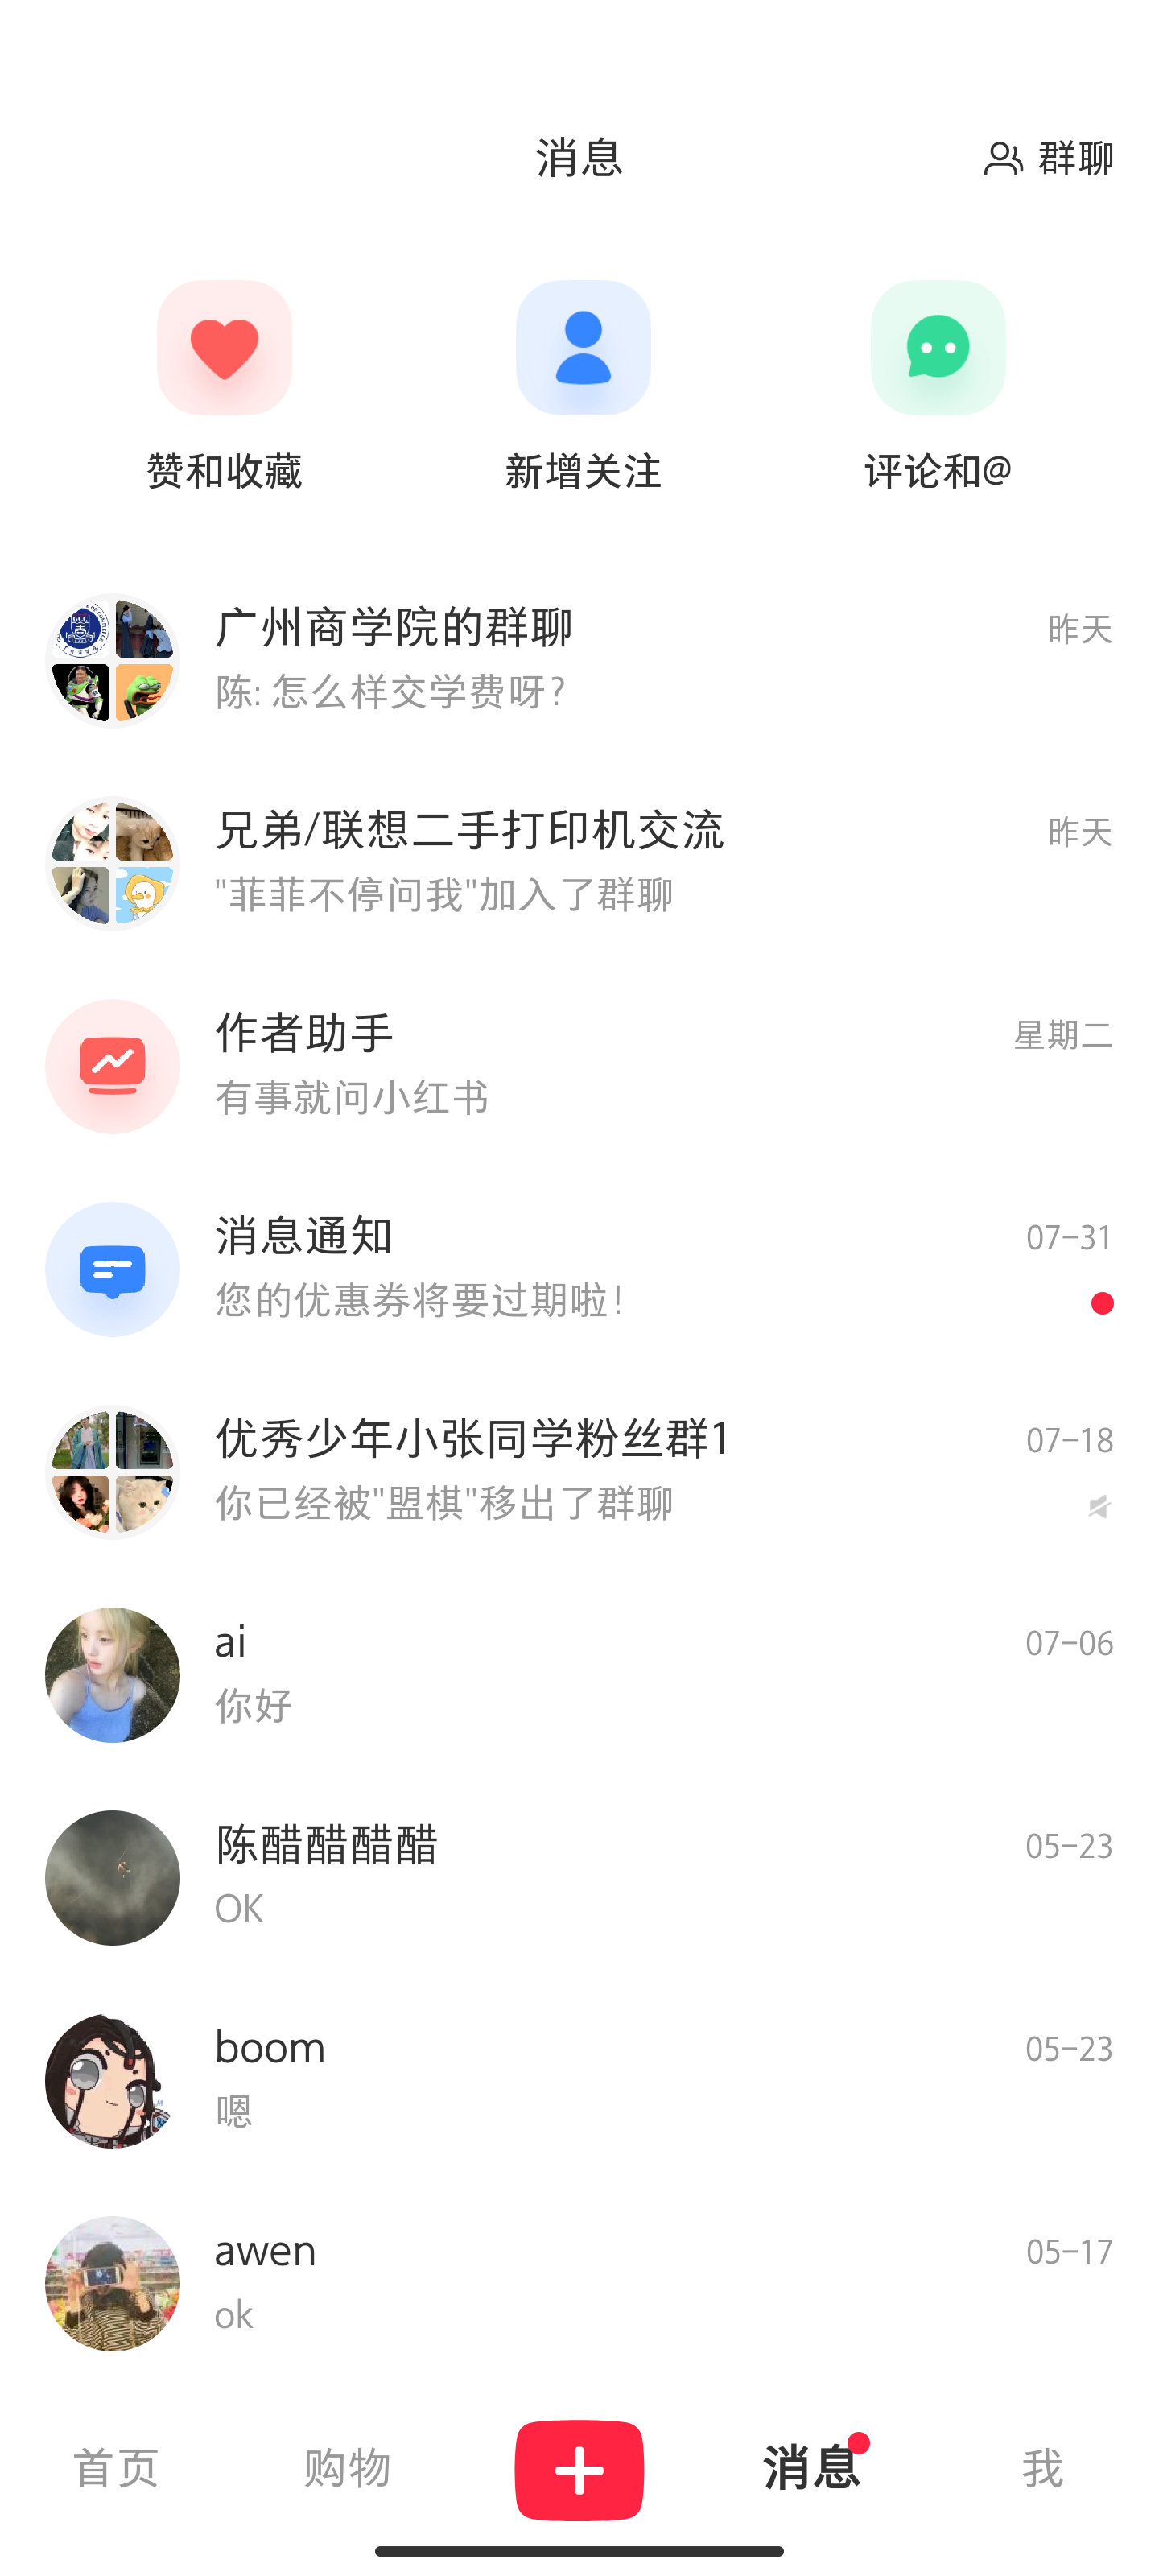 消息
群聊
赞和收藏
新增关注
评论和@
广州商学院的群聊
昨天
陈: 怎么样交学费呀?
兄弟/联想二手打印机交流
昨天
"菲菲不停问我"加入了群聊
作者助手
星期二
有事就问小红书
消息通知
07-31
您的优惠券将要过期啦!
优秀少年小张同学粉丝群1
07-18
你已经被"盟棋"移出了群聊
ai
07-06
你好
陈醋醋醋醋
05-23
OK
boom
05-23
嗯
awen
05-17
ok
首页
购物
消息
我